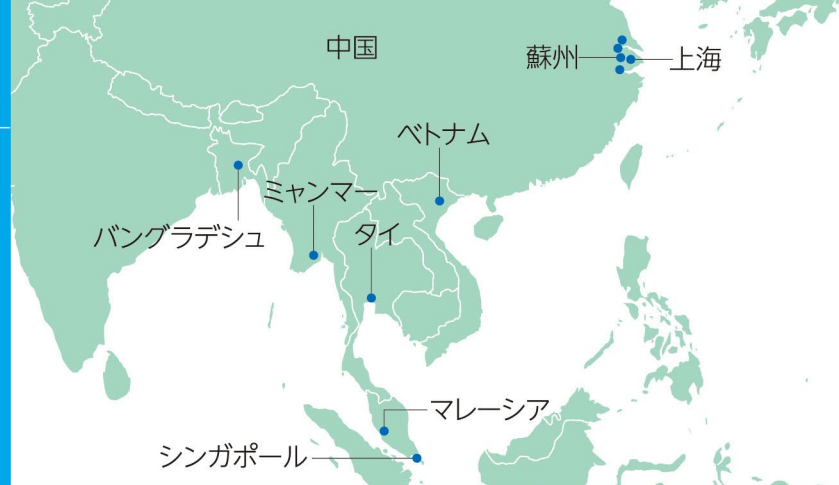 中国
蘇州
上海
ベトナム
ミャンマー
バングラデシュ
タイ
マレーシア
シンガポール